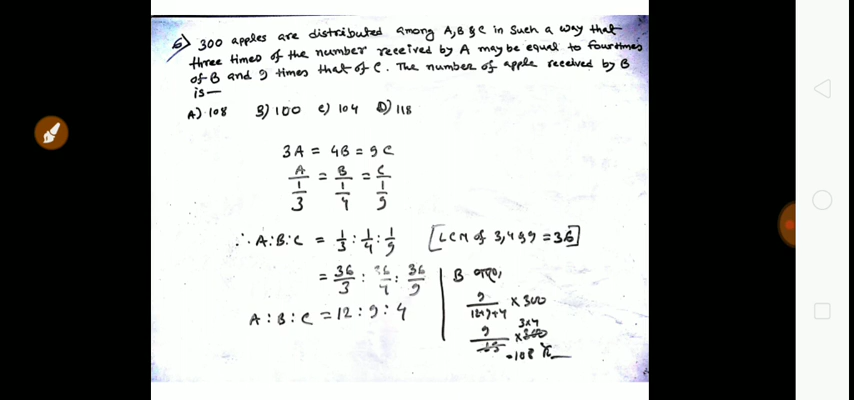 6) 300 apples are distributed among A, B & C in such a way that
three times of the number received by A may be equal to four times
of B and 9 times that of C. The number of apple received by B
is—
A) 108 B) 100 C) 104 D) 118
3A = 4B = 9C
A/(1/3) = B/(1/4) = C/(1/9)
∴ A:B:C = 1/3 : 1/4 : 1/9 [LCM of 3,4 & 9 = 36]
= 36/3 : 36/4 : 36/9
A : B : C = 12 : 9 : 4
B
9/(12+9+4) × 300
9/25 × 300
= 108